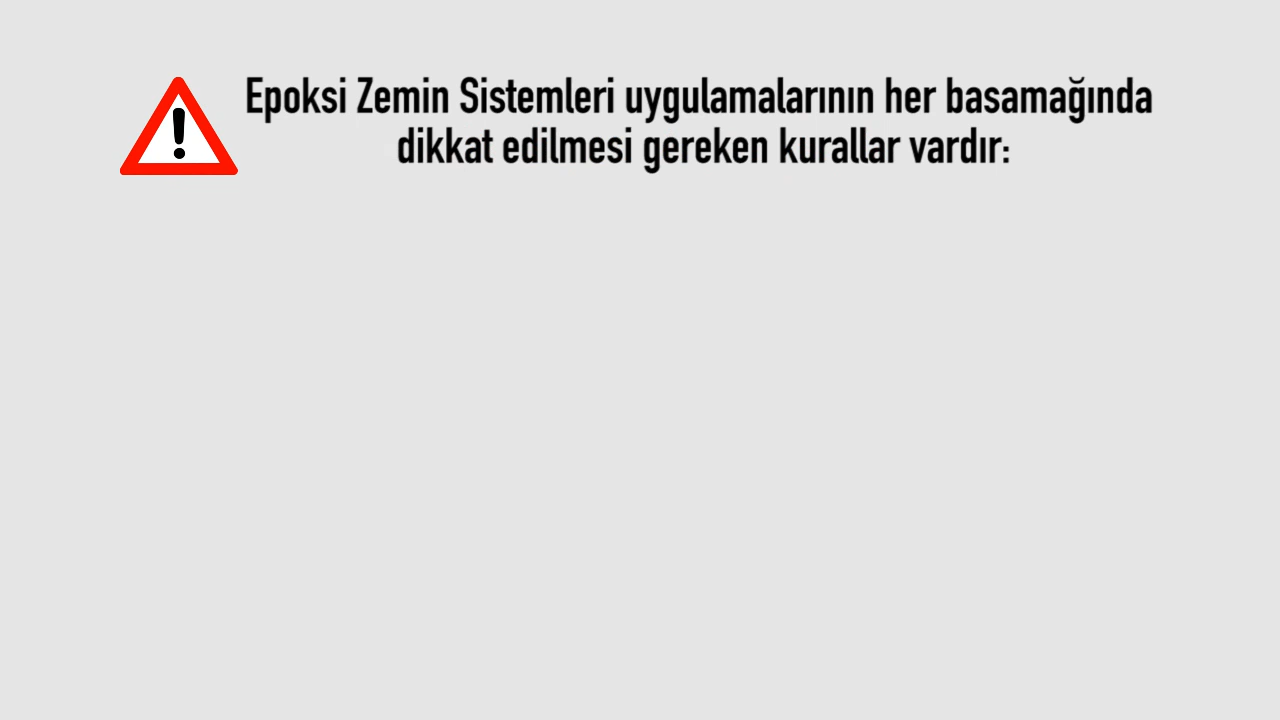 Epoksi Zemin Sistemleri uygulamalarının her basamağında
dikkat edilmesi gereken kurallar vardır: